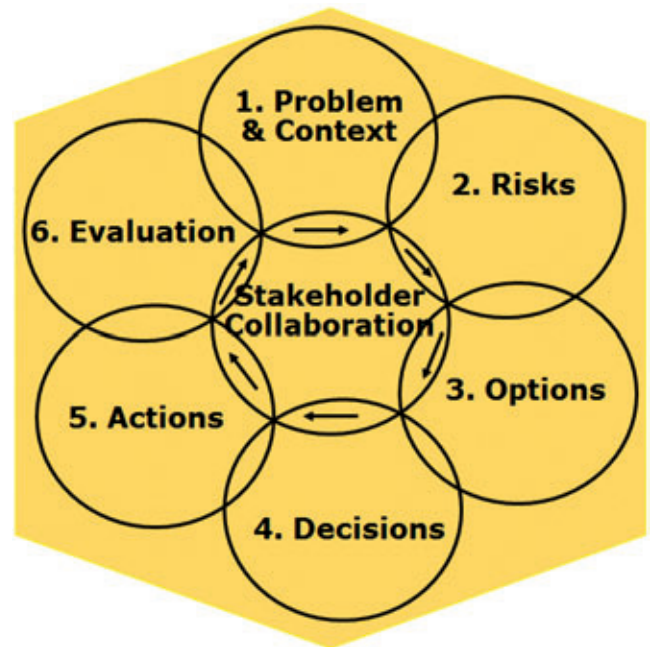 1. Problem
& Context
2. Risks
3. Options
4. Decisions
5. Actions
6. Evaluation
Stakeholder
Collaboration